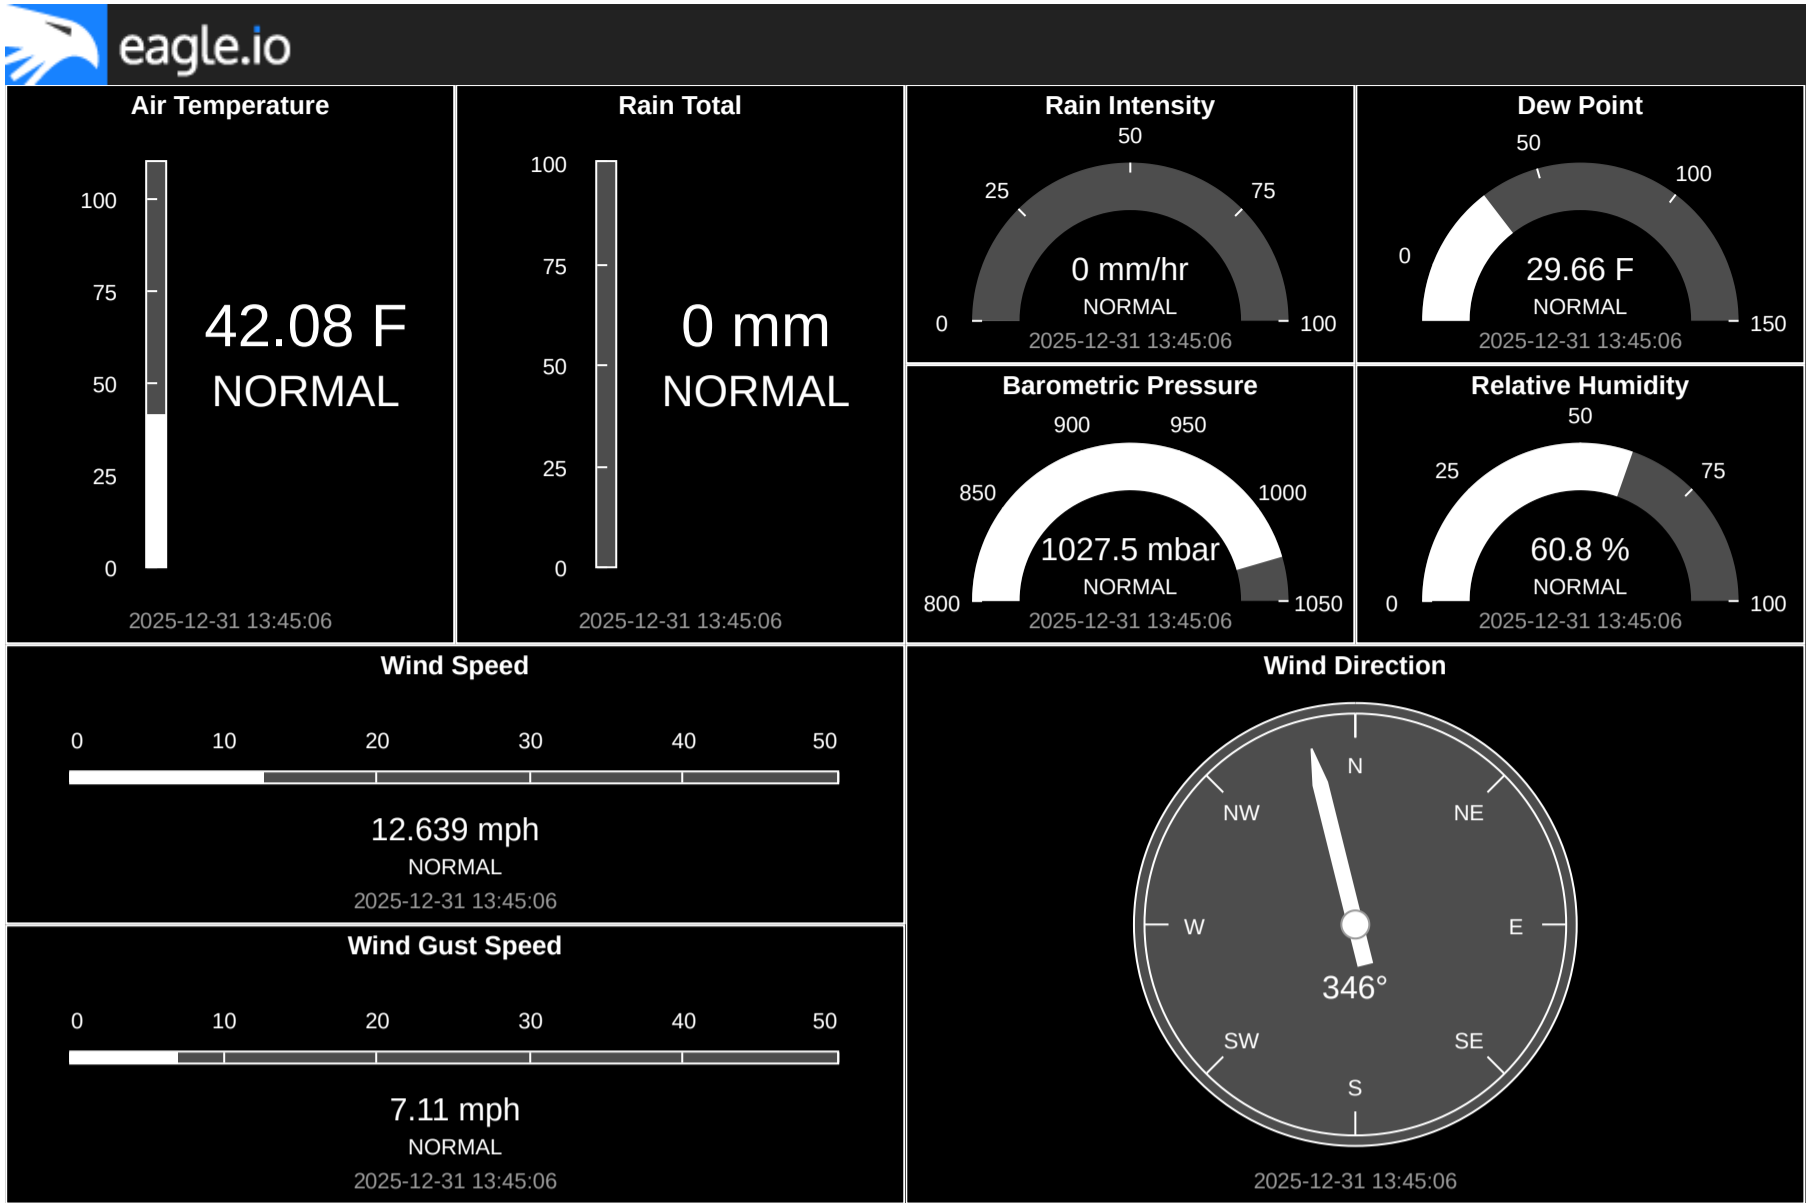 eagle.io
Air Temperature
100
75
50
25
0
42.08 F
NORMAL
2025-12-31 13:45:06
Rain Total
100
75
50
25
0
0 mm
NORMAL
2025-12-31 13:45:06
Rain Intensity
50
25 75
0 100
0 mm/hr
NORMAL
2025-12-31 13:45:06
Dew Point
50
100
0
150
29.66 F
NORMAL
2025-12-31 13:45:06
Barometric Pressure
900 950
850 1000
800 1050
1027.5 mbar
NORMAL
2025-12-31 13:45:06
Relative Humidity
50
25 75
0 100
60.8 %
NORMAL
2025-12-31 13:45:06
Wind Speed
0 10 20 30 40 50
12.639 mph
NORMAL
2025-12-31 13:45:06
Wind Gust Speed
0 10 20 30 40 50
7.11 mph
NORMAL
2025-12-31 13:45:06
Wind Direction
N
NW NE
W E
346°
SW SE
S
2025-12-31 13:45:06